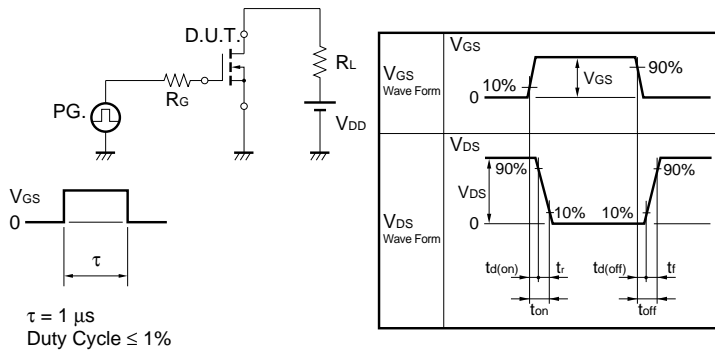 D.U.T.
RL
RG
PG.
VDD
VGS
0
τ
τ = 1 μs
Duty Cycle ≤ 1%
VGS
Wave Form
VGS
10%
0
VGS
90%
VDS
Wave Form
VDS
90%
VDS
0
10%
10%
90%
td(on)
tr
td(off)
tf
ton
toff